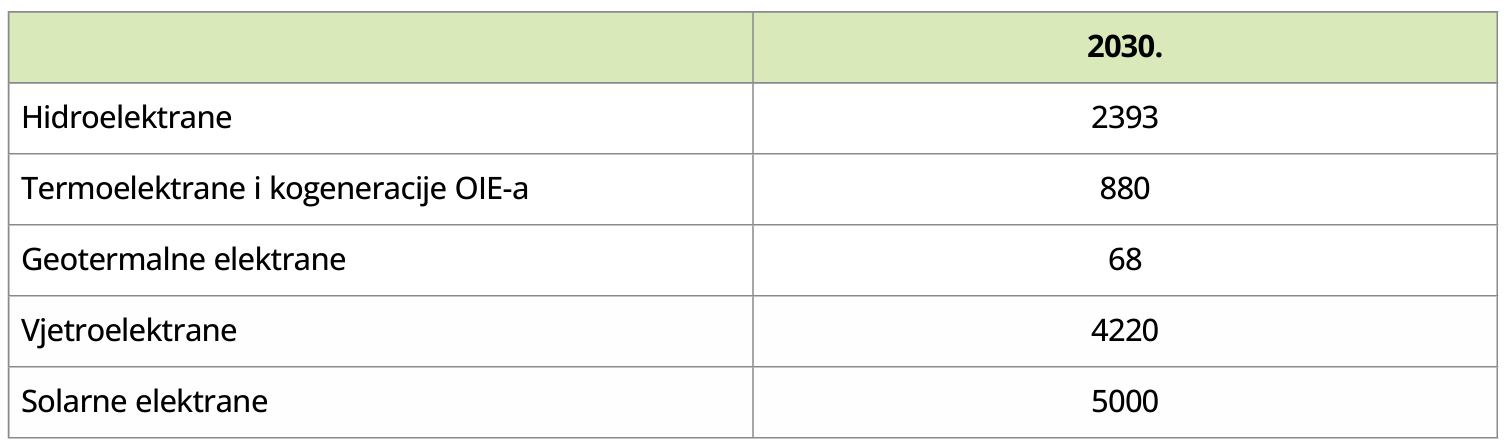 2030.
Hidroelektrane 2393
Termoelektrane i kogeneracije OIE-a 880
Geotermalne elektrane 68
Vjetroelektrane 4220
Solarne elektrane 5000